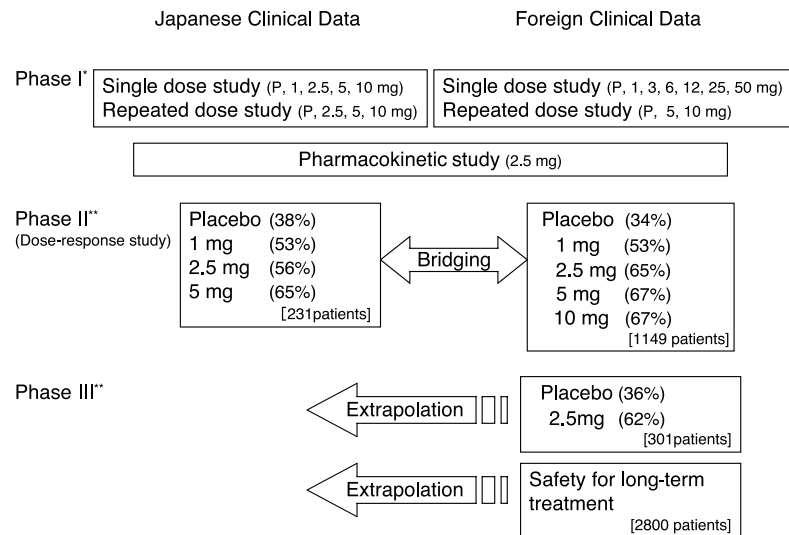 Japanese Clinical Data
Foreign Clinical Data
Phase I*
Single dose study (P, 1, 2.5, 5, 10 mg)
Repeated dose study (P, 2.5, 5, 10 mg)
Single dose study (P, 1, 3, 6, 12, 25, 50 mg)
Repeated dose study (P, 5, 10 mg)
Pharmacokinetic study (2.5 mg)
Phase II**
(Dose-response study)
Placebo (38%)
1 mg (53%)
2.5 mg (56%)
5 mg (65%)
[231patients]
Bridging
Placebo (34%)
1 mg (53%)
2.5 mg (65%)
5 mg (67%)
10 mg (67%)
[1149 patients]
Phase III**
Extrapolation
Placebo (36%)
2.5mg (62%)
[301patients]
Extrapolation
Safety for long-term
treatment
[2800 patients]